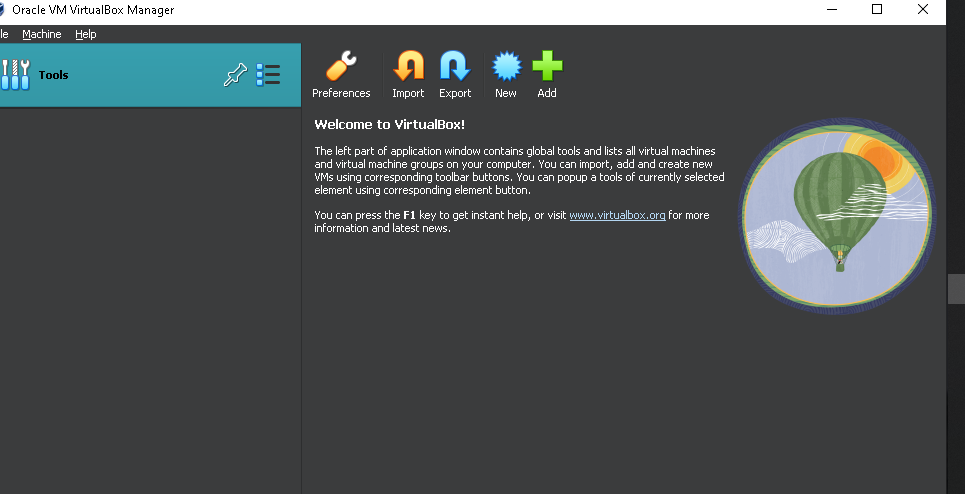 Oracle VM VirtualBox Manager
le Machine Help
Tools
Preferences Import Export New Add
Welcome to VirtualBox!
The left part of application window contains global tools and lists all virtual machines
and virtual machine groups on your computer. You can import, add and create new
VMs using corresponding toolbar buttons. You can popup a tools of currently selected
element using corresponding element button.
You can press the F1 key to get instant help, or visit www.virtualbox.org for more
information and latest news.